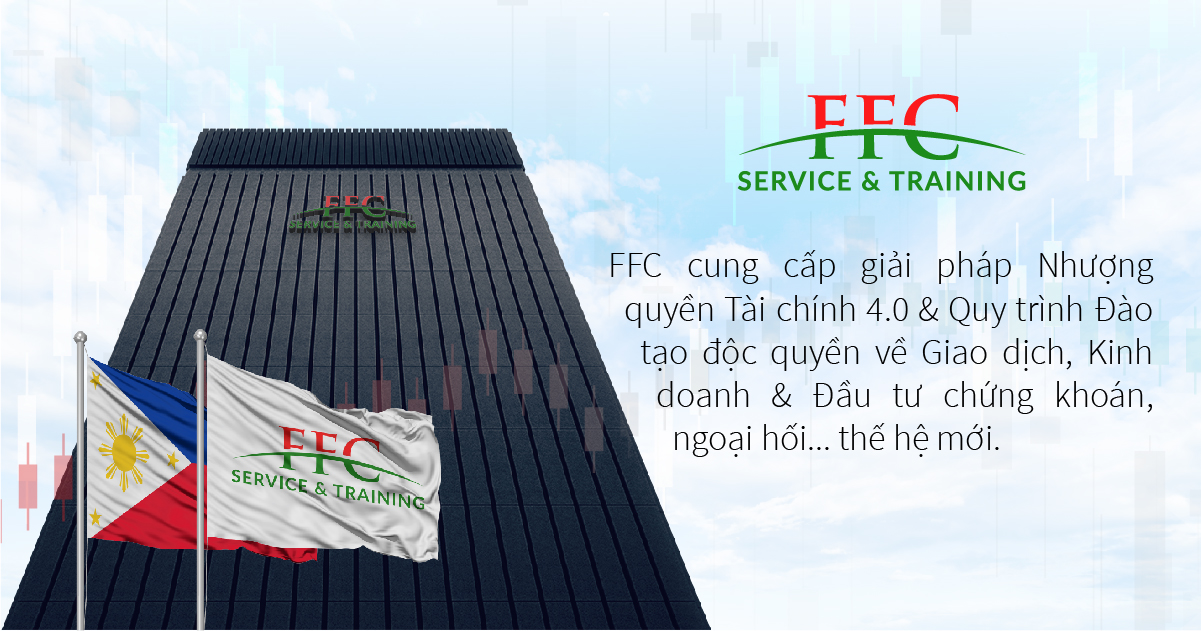 FFC
SERVICE & TRAINING
FFC
SERVICE & TRAINING
FFC cung cấp giải pháp Nhượng
quyền Tài chính 4.0 & Quy trình Đào
tạo độc quyền về Giao dịch, Kinh
doanh & Đầu tư chứng khoán,
ngoại hối... thế hệ mới.
FFC
SERVICE & TRAINING